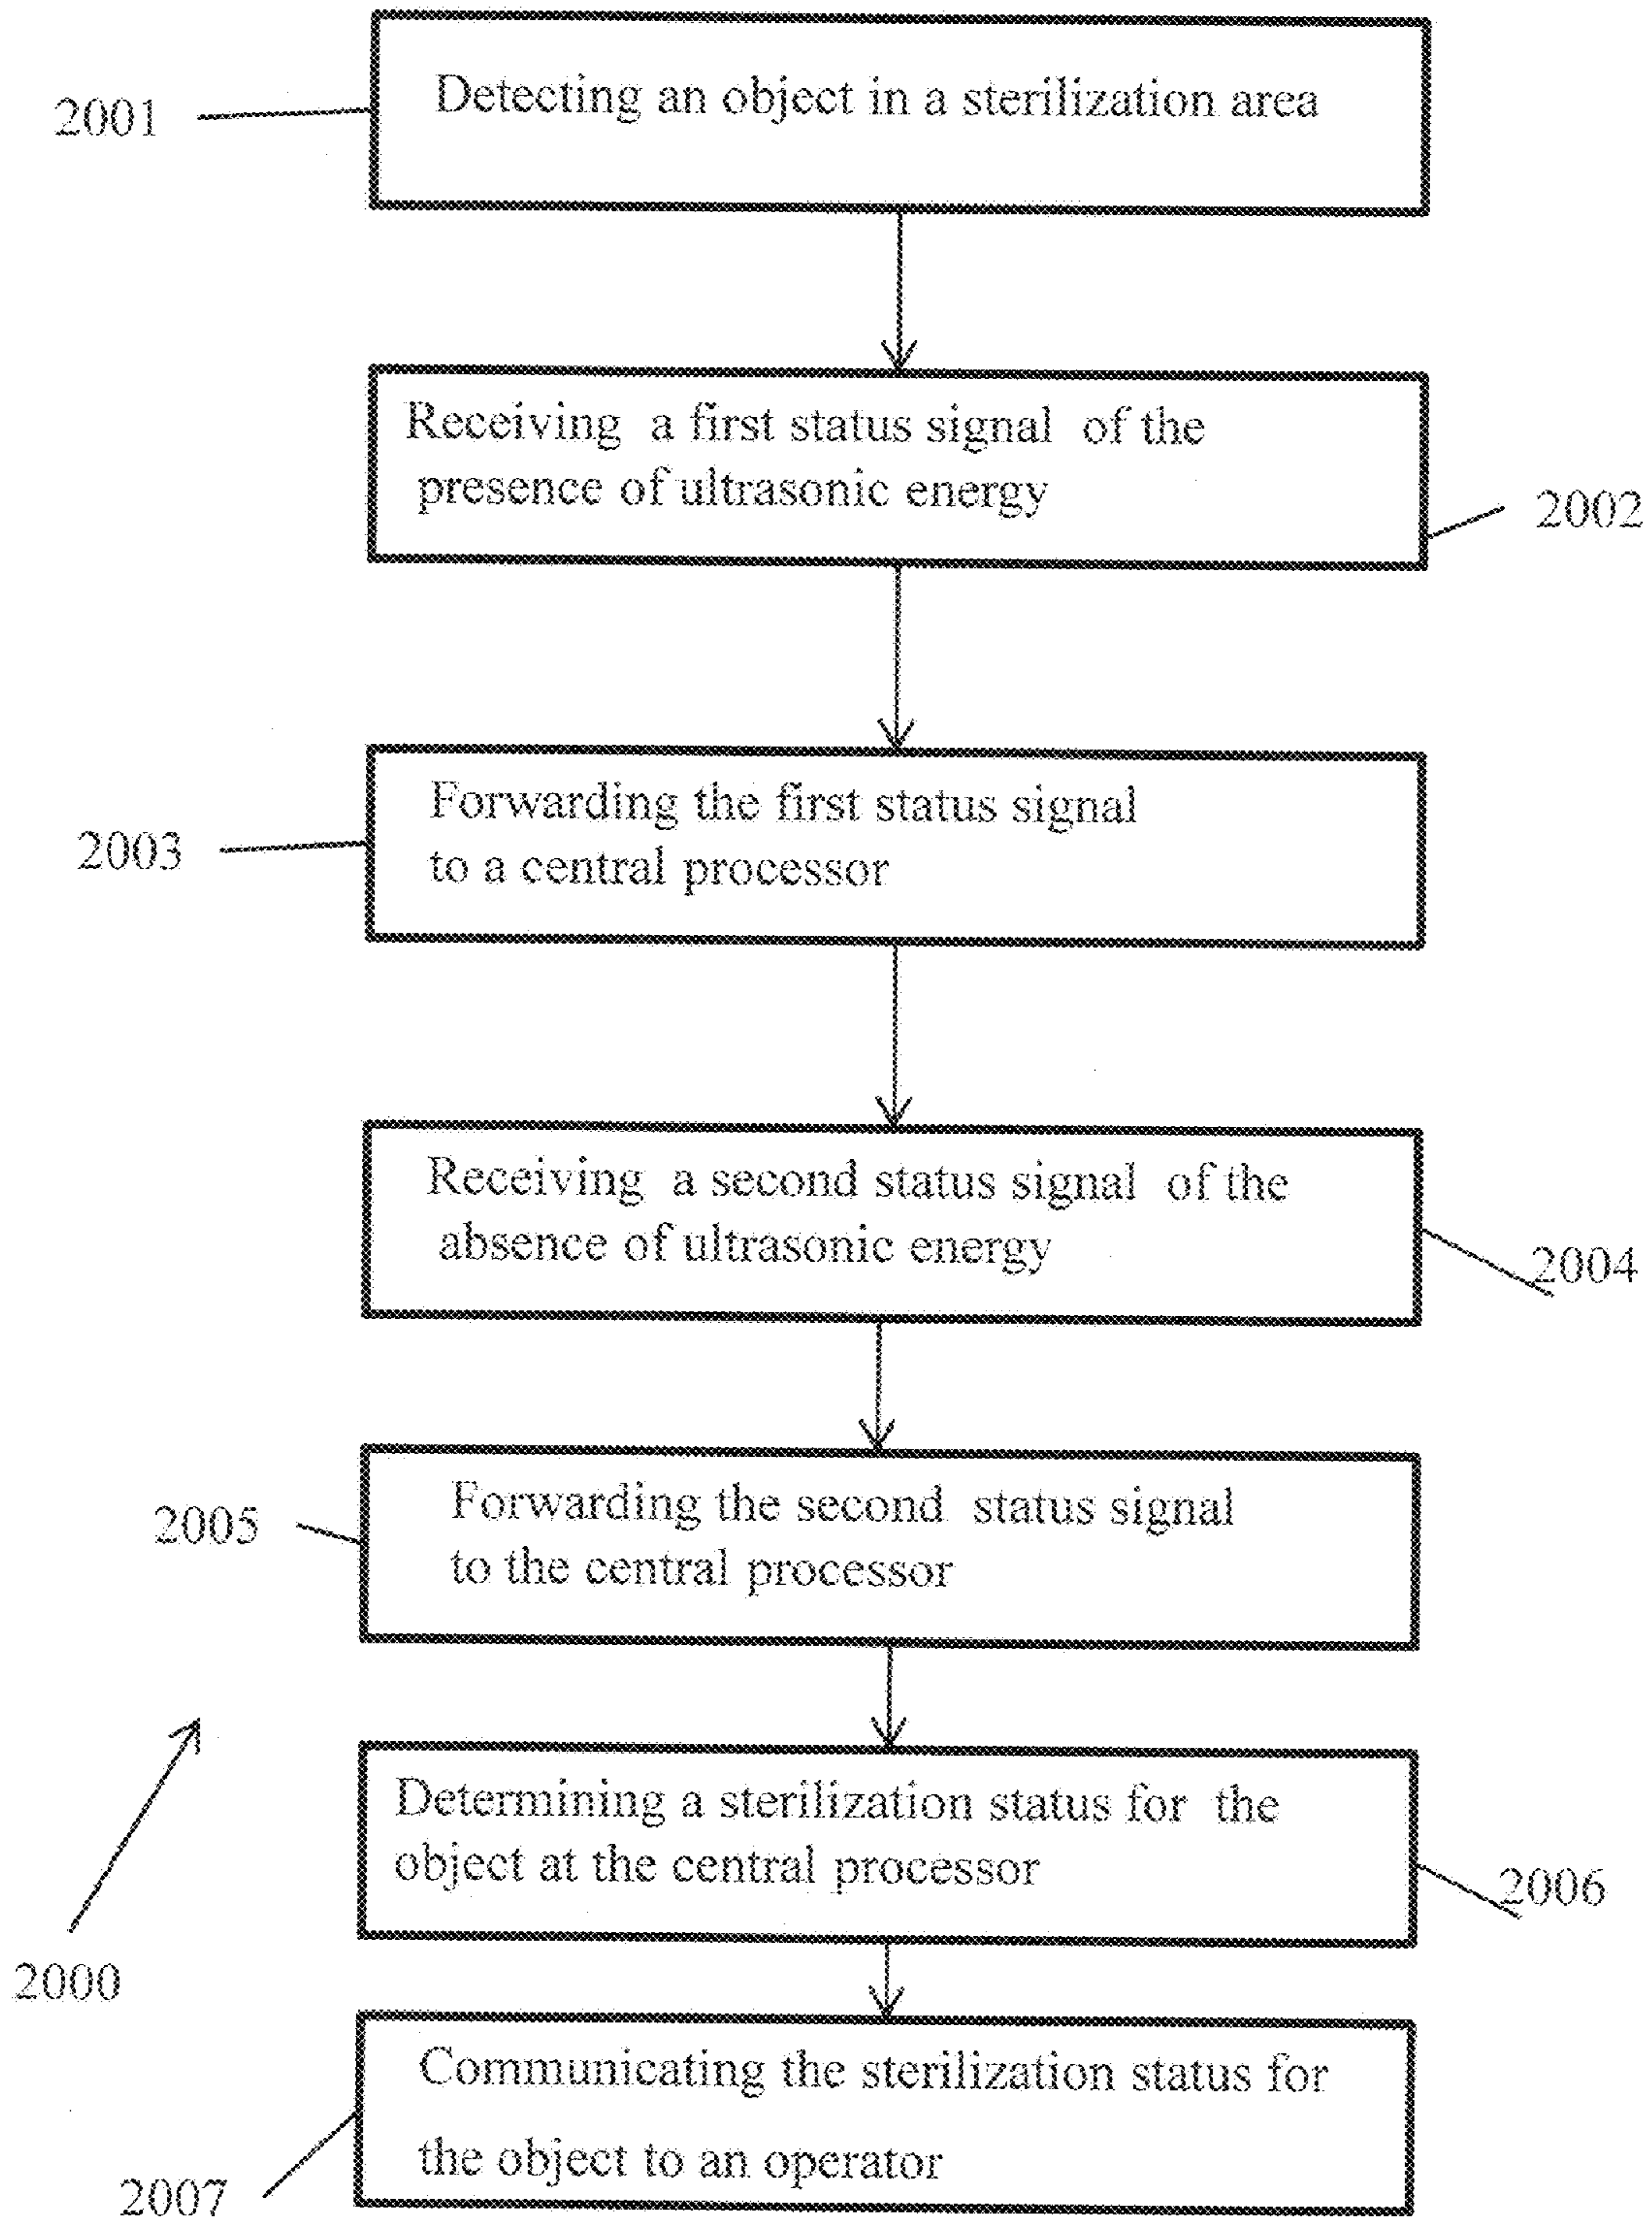 Detecting an object in a sterilization area
2001
Receiving a first status signal of the
presence of ultrasonic energy
2002
Forwarding the first status signal
to a central processor
2003
Receiving a second status signal of the
absence of ultrasonic energy
2004
Forwarding the second status signal
to the central processor
2005
Determining a sterilization status for the
object at the central processor
2006
2000
Communicating the sterilization status for
the object to an operator
2007